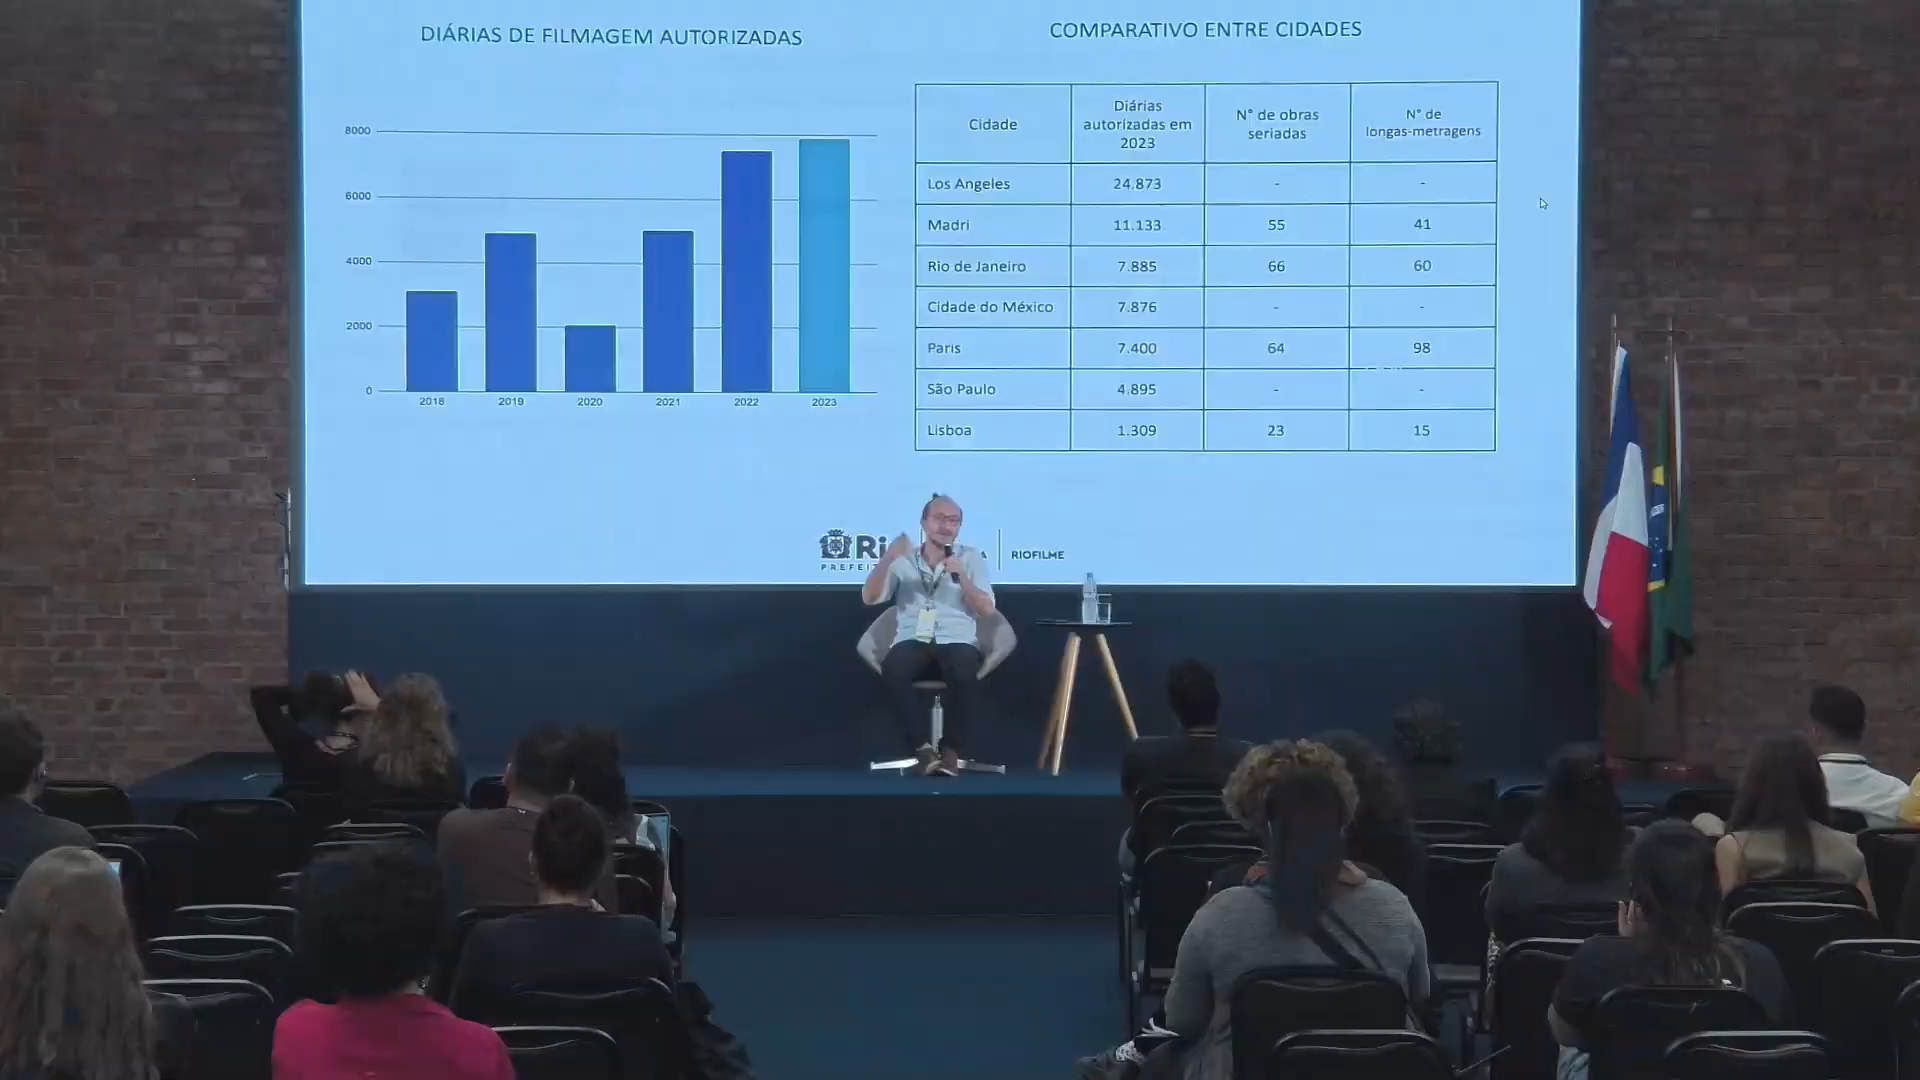 DIÁRIAS DE FILMAGEM AUTORIZADAS
8000
6000
4000
2000
0
2018 2019 2020 2021 2022 2023
COMPARATIVO ENTRE CIDADES
Cidade Diárias autorizadas em 2023 N° de obras seriadas N° de longas-metragens
Los Angeles 24.873 - -
Madri 11.133 55 41
Rio de Janeiro 7.885 66 60
Cidade do México 7.876 - -
Paris 7.400 64 98
São Paulo 4.895 - -
Lisboa 1.309 23 15
RIOFILME